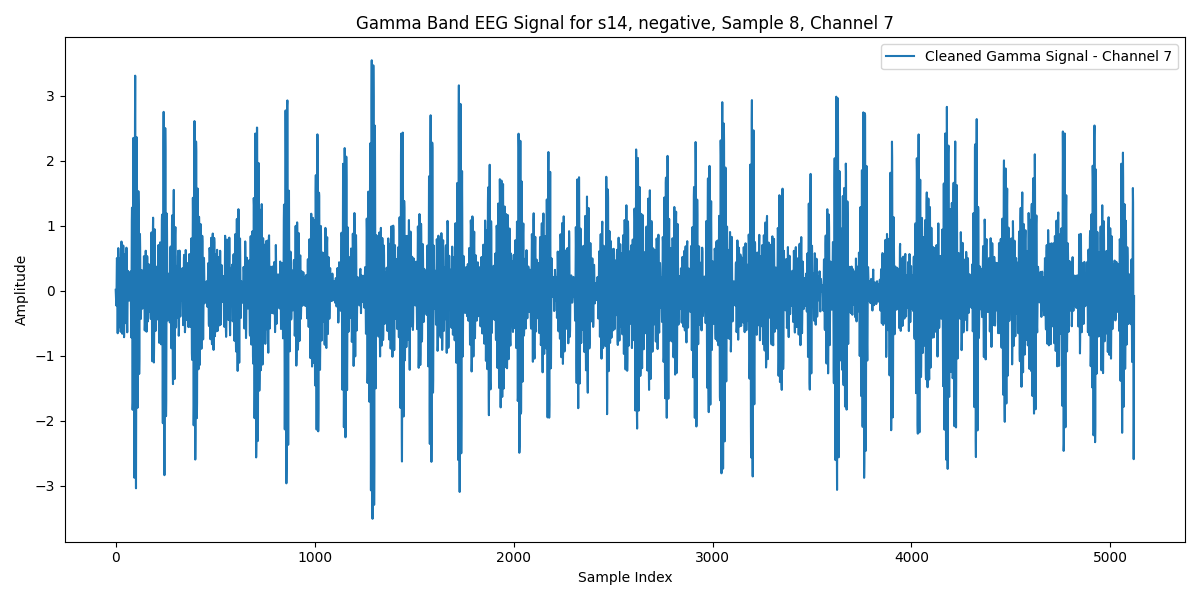 Gamma Band EEG Signal for s14, negative, Sample 8, Channel 7
Cleaned Gamma Signal - Channel 7
Amplitude
3
2
1
0
−1
−2
−3
0 1000 2000 3000 4000 5000
Sample Index